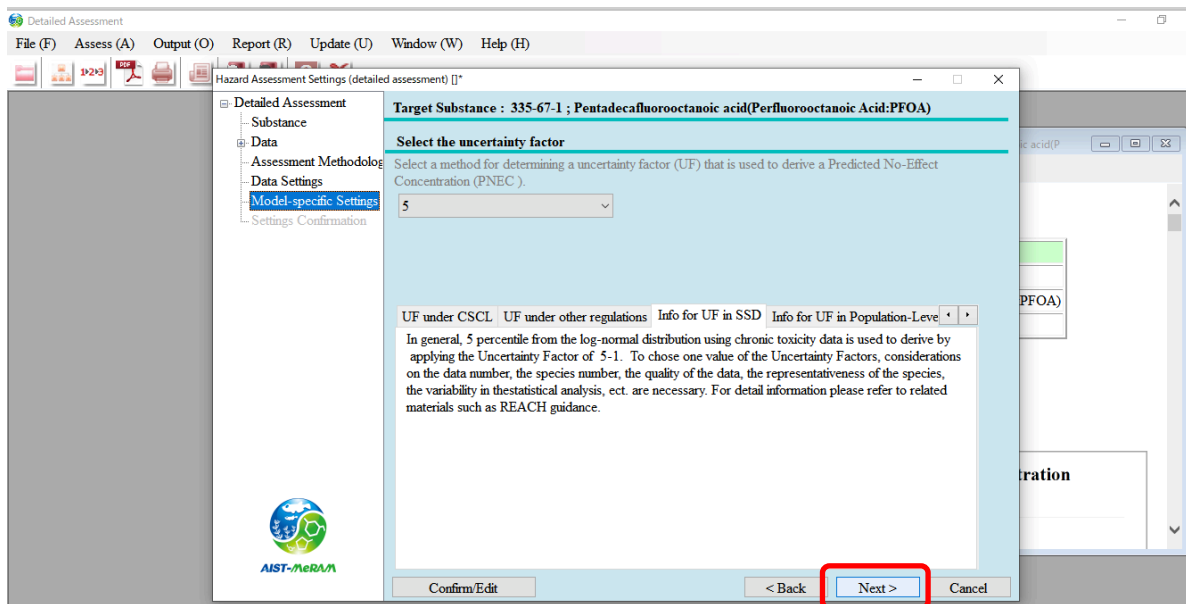 Detailed Assessment
File (F) Assess (A) Output (O) Report (R) Update (U) Window (W) Help (H)
1▸2▸3 PDF
Hazard Assessment Settings (detailed assessment) []*
Detailed Assessment
Substance
Data
Assessment Methodolog
Data Settings
Model-specific Settings
Settings Confirmation
AIST-MeRAM
Target Substance : 335-67-1 ; Pentadecafluorooctanoic acid(Perfluorooctanoic Acid:PFOA)
Select the uncertainty factor
Select a method for determining a uncertainty factor (UF) that is used to derive a Predicted No-Effect
Concentration (PNEC ).
5
UF under CSCL UF under other regulations Info for UF in SSD Info for UF in Population-Leve
In general, 5 percentile from the log-normal distribution using chronic toxicity data is used to derive by
applying the Uncertainty Factor of 5-1. To chose one value of the Uncertainty Factors, considerations
on the data number, the species number, the quality of the data, the representativeness of the species,
the variability in thestatistical analysis, ect. are necessary. For detail information please refer to related
materials such as REACH guidance.
Confirm/Edit < Back Next > Cancel
ic acid(P
PFOA)
tration